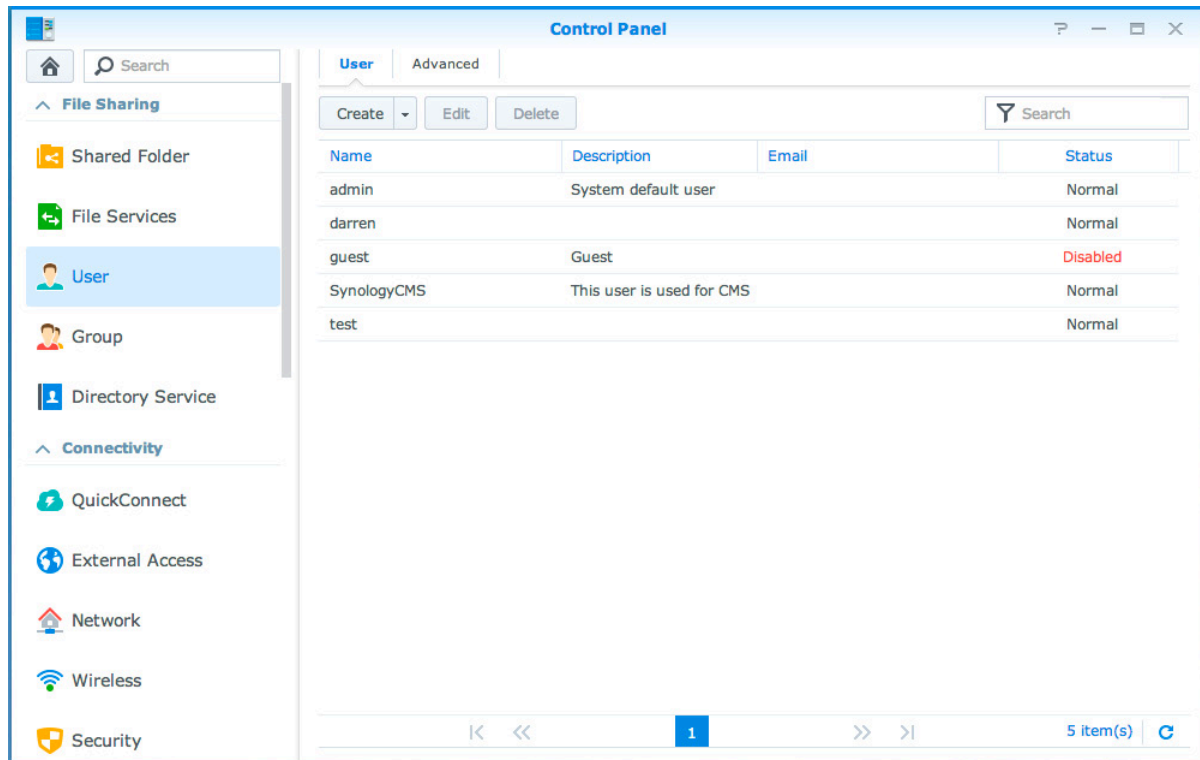 Control Panel
Search
File Sharing
Shared Folder
File Services
User
Group
Directory Service
Connectivity
QuickConnect
External Access
Network
Wireless
Security
User Advanced
Create Edit Delete Search
Name Description Email Status
admin System default user Normal
darren Normal
guest Guest Disabled
SynologyCMS This user is used for CMS Normal
test Normal
1 5 item(s)